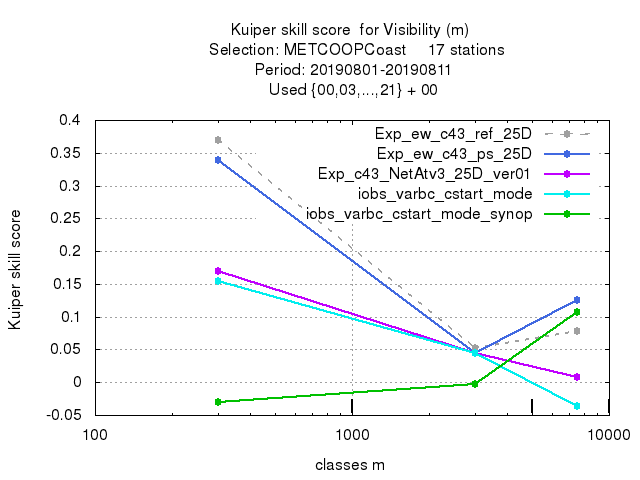 Kuiper skill score  for Visibility (m)
Selection: METCOOPCoast     17 stations
Period: 20190801-20190811
Used {00,03,...,21} + 00
Exp_ew_c43_ref_25D
Exp_ew_c43_ps_25D
Exp_c43_NetAtv3_25D_ver01
iobs_varbc_cstart_mode
iobs_varbc_cstart_mode_synop
Kuiper skill score
0.4
0.35
0.3
0.25
0.2
0.15
0.1
0.05
0
-0.05
100 1000 10000
classes m